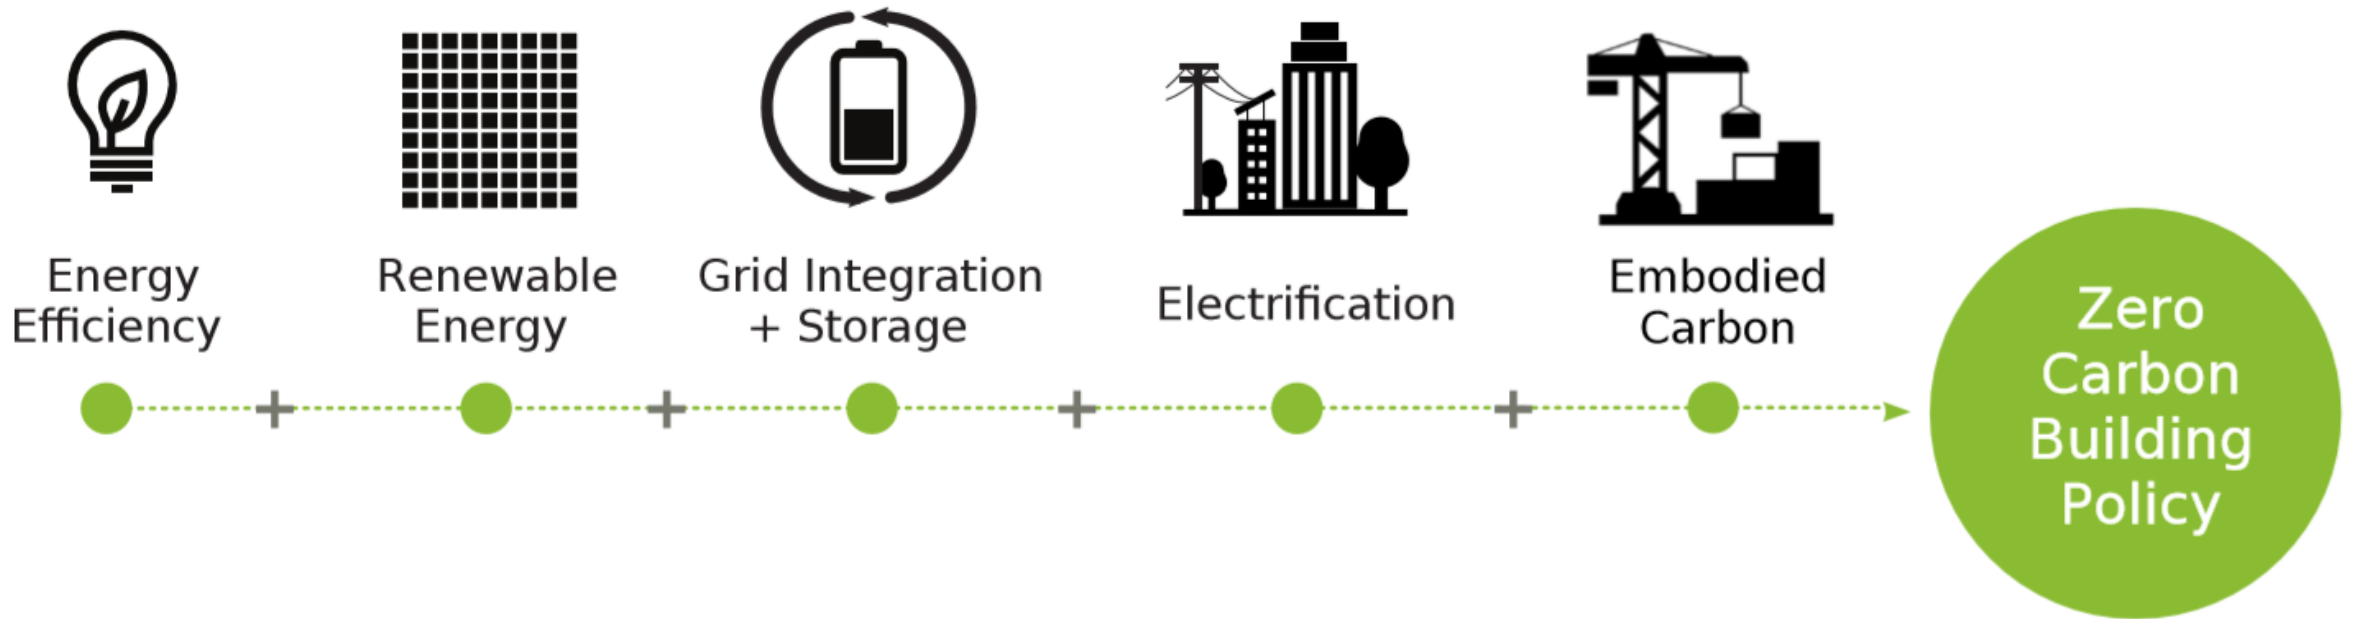 Energy
Efficiency
Renewable
Energy
Grid Integration
+ Storage
Electrification
Embodied
Carbon
Zero
Carbon
Building
Policy